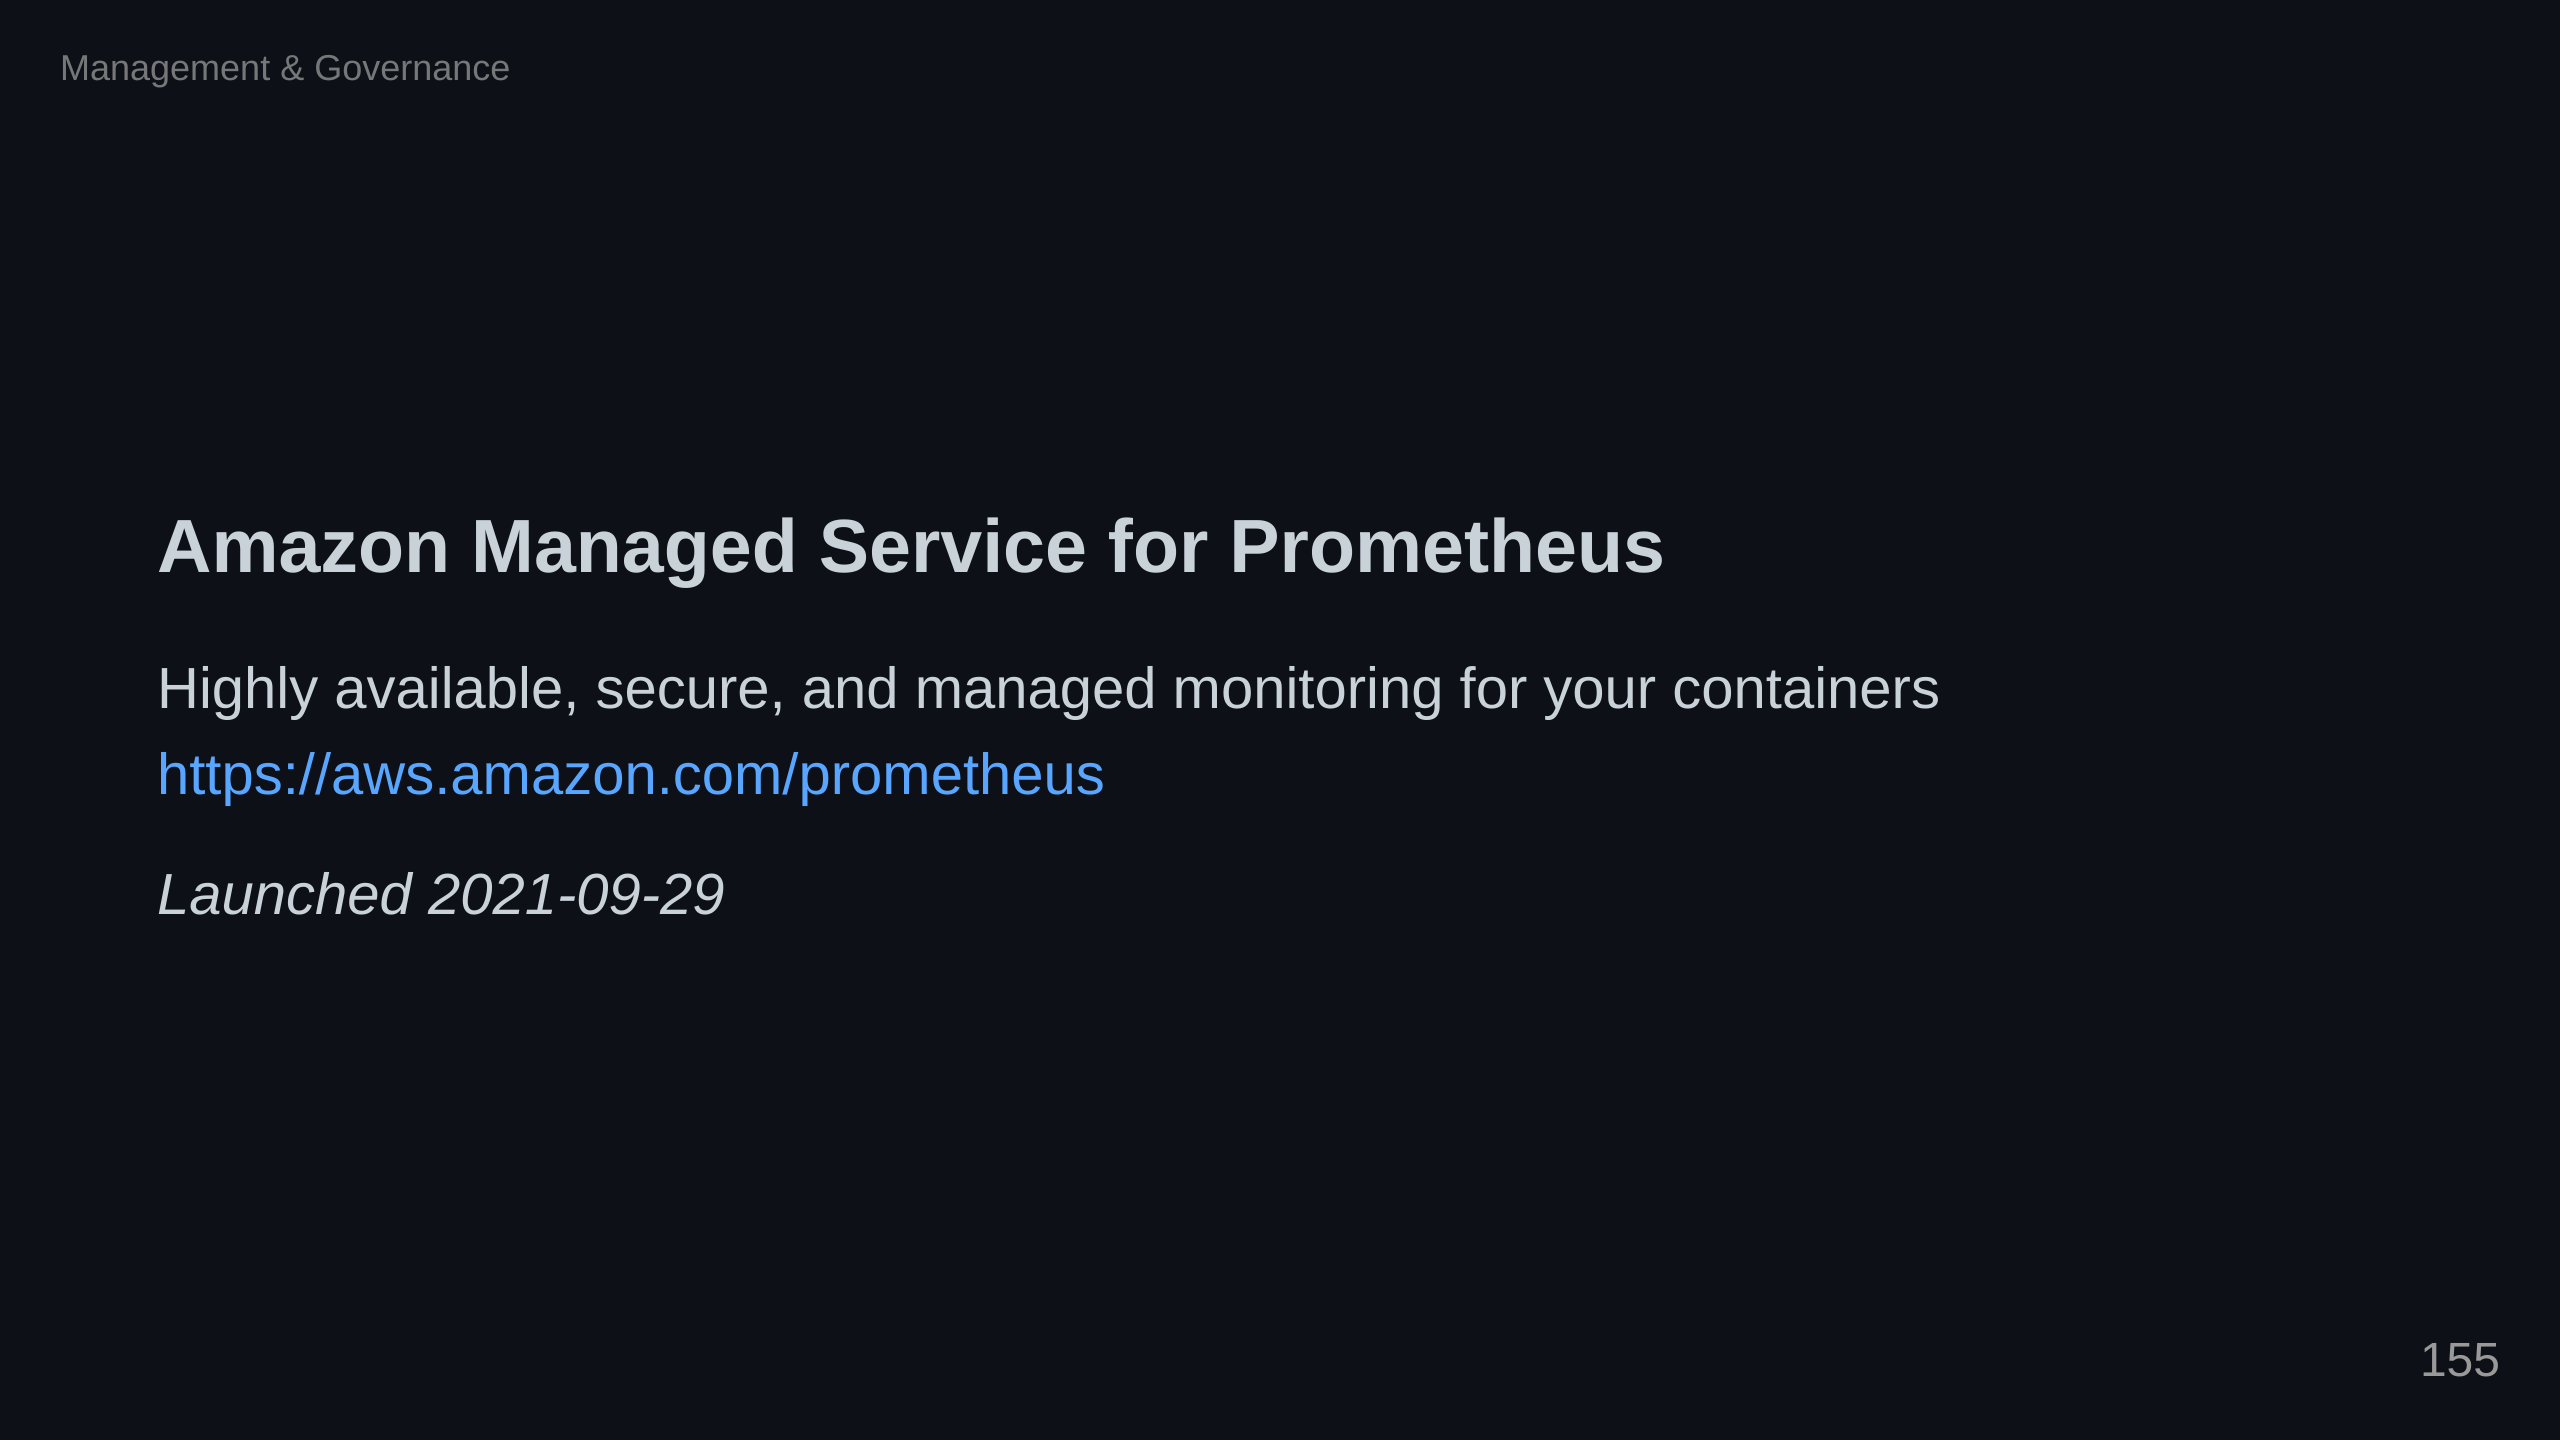 Management & Governance
Amazon Managed Service for Prometheus
Highly available, secure, and managed monitoring for your containers
https://aws.amazon.com/prometheus
Launched 2021-09-29
155